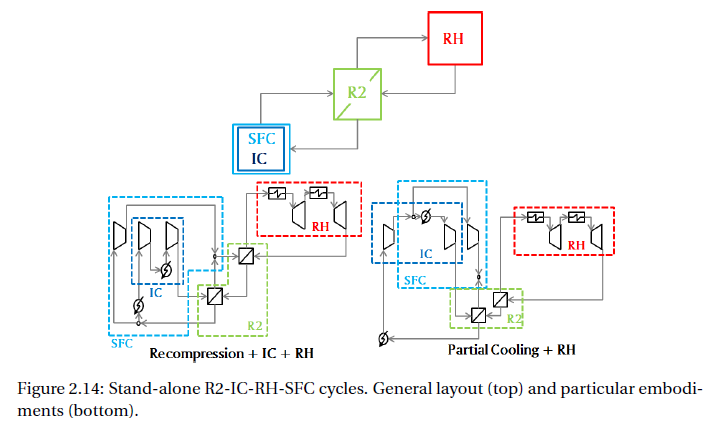 RH
R2
SFC
IC
RH
IC
R2
SFC
Recompression + IC + RH
IC
SFC
RH
R2
Partial Cooling + RH
Figure 2.14: Stand-alone R2-IC-RH-SFC cycles. General layout (top) and particular embodi-
ments (bottom).